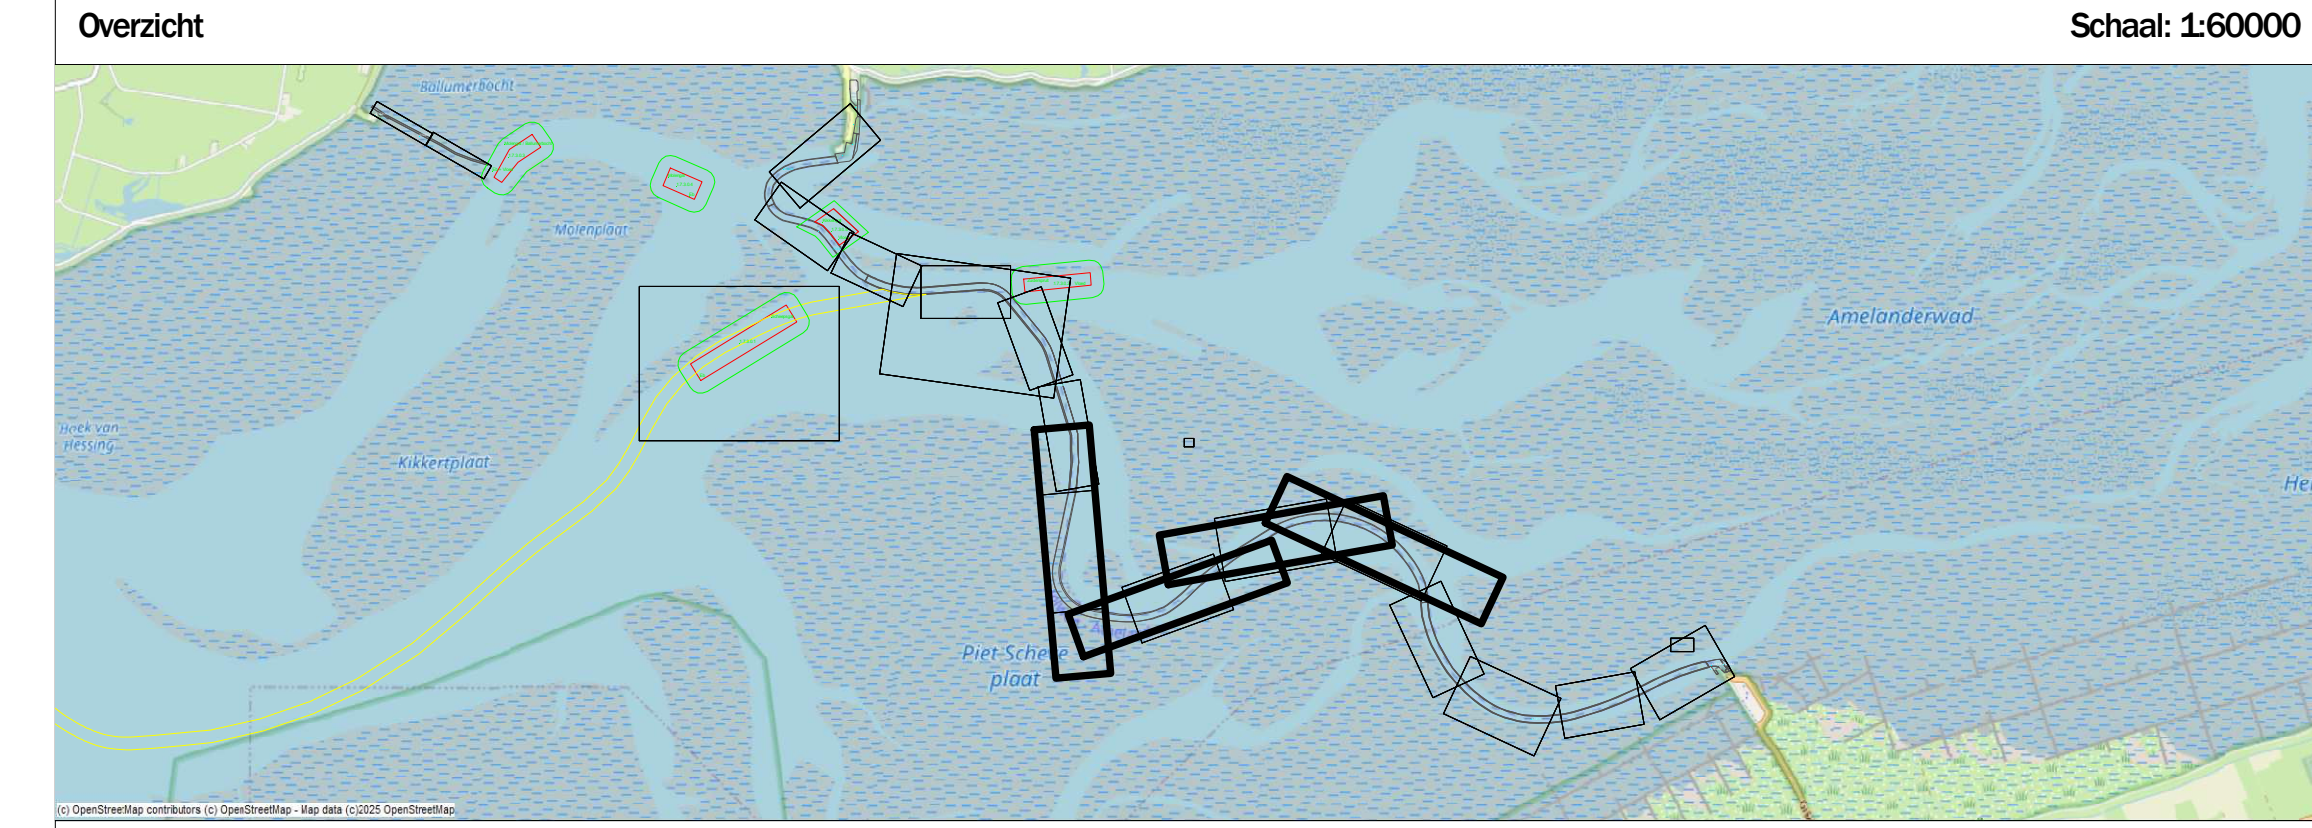 Overzicht
Schaal: 1:60000
Ballumerbocht
Molenplaat
Amelanderwad
Hoek van
Hessing
Kikkertplaat
Piet Scheve
plaat
(c) OpenStreetMap contributors (c) OpenStreetMap - Map data (c)2025 OpenStreetMap